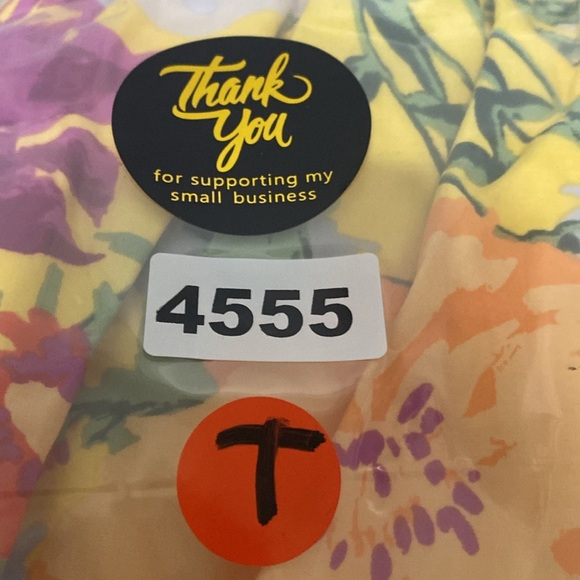 Thank
You
for supporting my
small business
4555
T